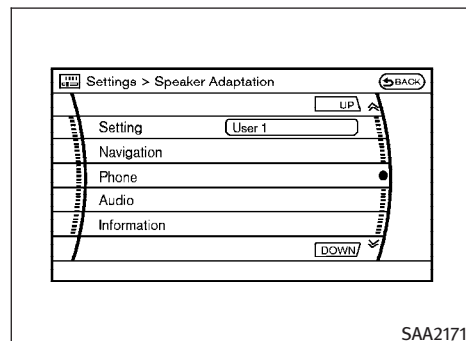 Settings > Speaker Adaptation
BACK
UP
Setting
User 1
Navigation
Phone
Audio
Information
DOWN
SAA2171